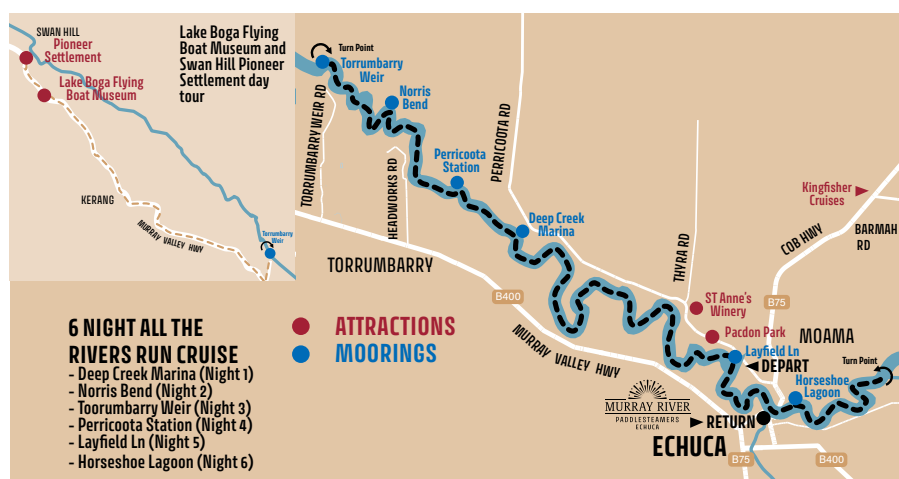 SWAN HILL
Pioneer
Settlement
Lake Boga Flying
Boat Museum
KERANG
MURRAY VALLEY HWY
Torrumbarry
Weir
Lake Boga Flying
Boat Museum and
Swan Hill Pioneer
Settlement day
tour
Turn Point
Torrumbarry
Weir
Norris
Bend
TORRUMBARRY WEIR RD
HEADWORKS RD
Perricoota
Station
PERRICOOTA RD
Deep Creek
Marina
TORRUMBARRY
B400
MURRAY VALLEY HWY
THYRA RD
Kingfisher
Cruises
COB HWY
BARMAH
RD
ST Anne's
Winery
B75
Pacdon Park
MOAMA
Layfield Ln
DEPART
Turn Point
Horseshoe
Lagoon
MURRAY RIVER
PADDLESTEAMERS
ECHUCA
RETURN
ECHUCA
B75
B400
6 NIGHT ALL THE
RIVERS RUN CRUISE
- Deep Creek Marina (Night 1)
- Norris Bend (Night 2)
- Toorumbarry Weir (Night 3)
- Perricoota Station (Night 4)
- Layfield Ln (Night 5)
- Horseshoe Lagoon (Night 6)
ATTRACTIONS
MOORINGS